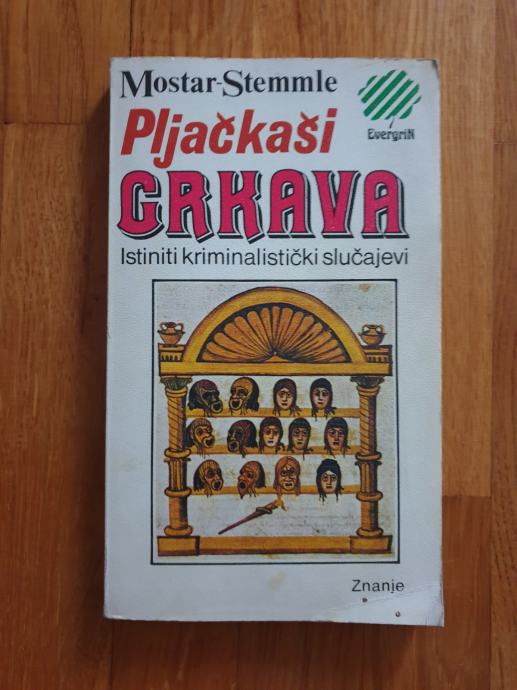 Mostar-Stemmle
EvergriN
Pljačkaši
CRKAVA
Istiniti kriminalistički slučajevi
Znanje